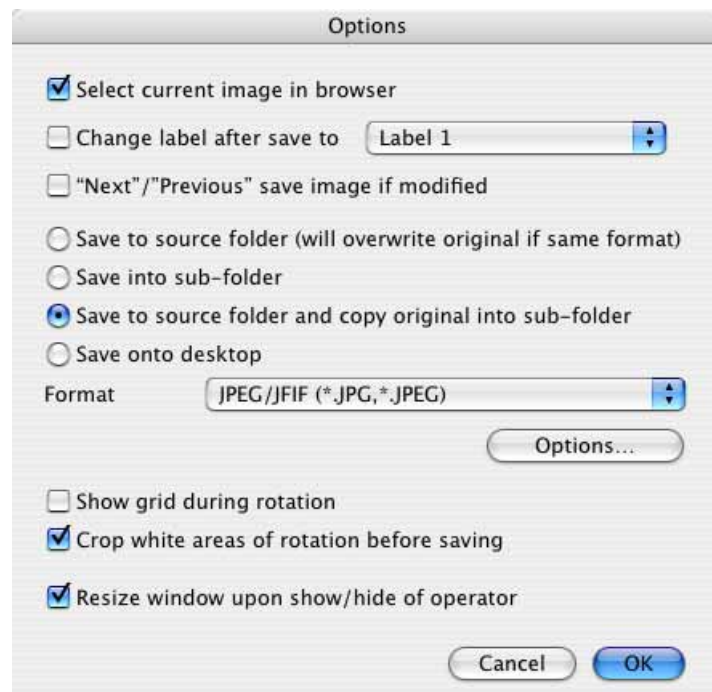 Options
Select current image in browser
Change label after save to Label 1
“Next”/”Previous” save image if modified
Save to source folder (will overwrite original if same format)
Save into sub-folder
Save to source folder and copy original into sub-folder
Save onto desktop
Format JPEG/JFIF (*.JPG,*.JPEG)
Options...
Show grid during rotation
Crop white areas of rotation before saving
Resize window upon show/hide of operator
Cancel OK